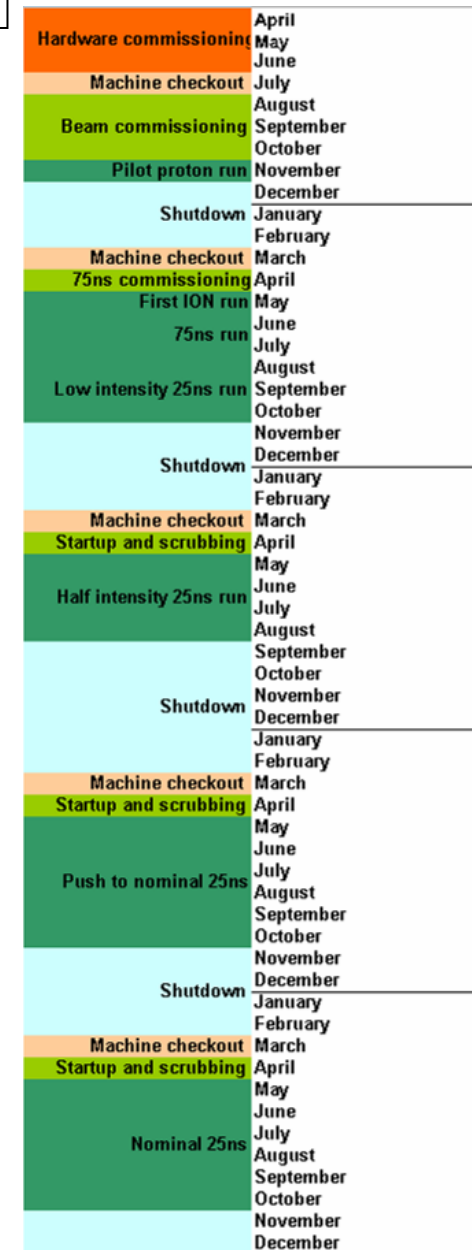 April
Hardware commissioning May
June
Machine checkout July
August
Beam commissioning September
October
Pilot proton run November
December
Shutdown January
February
Machine checkout March
75ns commissioning April
First ION run May
75ns run June
July
August
Low intensity 25ns run September
October
November
Shutdown December
January
February
Machine checkout March
Startup and scrubbing April
May
Half intensity 25ns run June
July
August
September
October
Shutdown November
December
January
February
Machine checkout March
Startup and scrubbing April
May
June
Push to nominal 25ns July
August
September
October
November
Shutdown December
January
February
Machine checkout March
Startup and scrubbing April
May
June
Nominal 25ns July
August
September
October
November
December